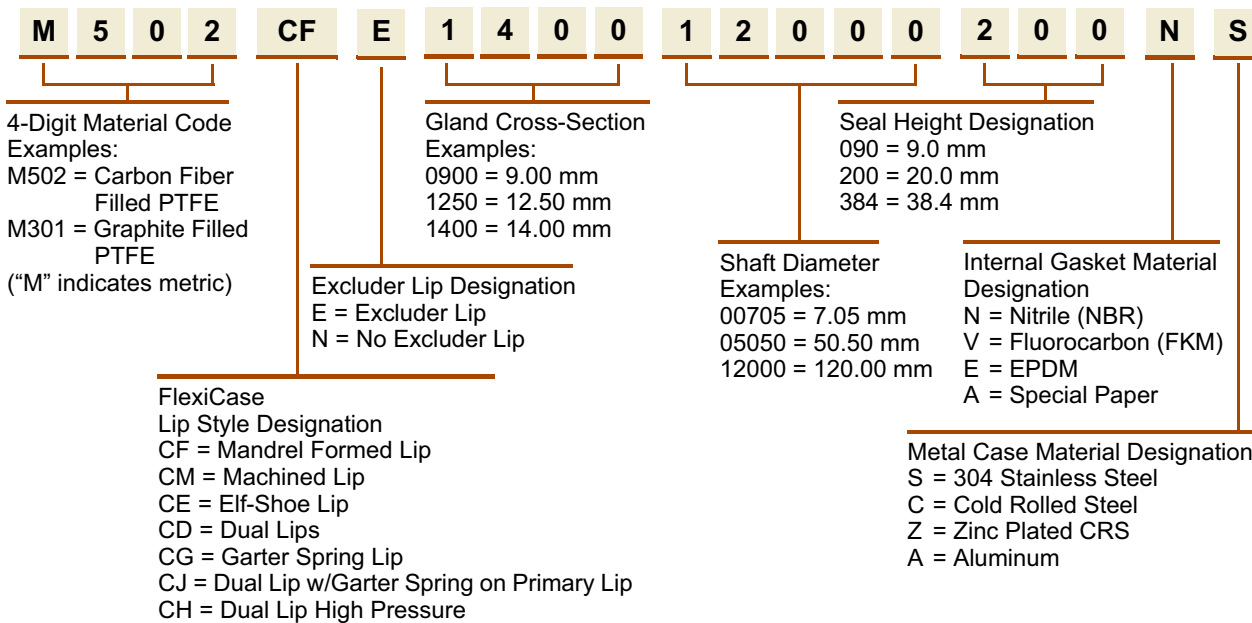 M 5 0 2 CF E 1 4 0 0 1 2 0 0 0 2 0 0 N S
4-Digit Material Code
Examples:
M502 = Carbon Fiber
Filled PTFE
M301 = Graphite Filled
PTFE
(“M” indicates metric)
Gland Cross-Section
Examples:
0900 = 9.00 mm
1250 = 12.50 mm
1400 = 14.00 mm
Seal Height Designation
090 = 9.0 mm
200 = 20.0 mm
384 = 38.4 mm
Excluder Lip Designation
E = Excluder Lip
N = No Excluder Lip
Shaft Diameter
Examples:
00705 = 7.05 mm
05050 = 50.50 mm
12000 = 120.00 mm
Internal Gasket Material
Designation
N = Nitrile (NBR)
V = Fluorocarbon (FKM)
E = EPDM
A = Special Paper
FlexiCase
Lip Style Designation
CF = Mandrel Formed Lip
CM = Machined Lip
CE = Elf-Shoe Lip
CD = Dual Lips
CG = Garter Spring Lip
CJ = Dual Lip w/Garter Spring on Primary Lip
CH = Dual Lip High Pressure
Metal Case Material Designation
S = 304 Stainless Steel
C = Cold Rolled Steel
Z = Zinc Plated CRS
A = Aluminum